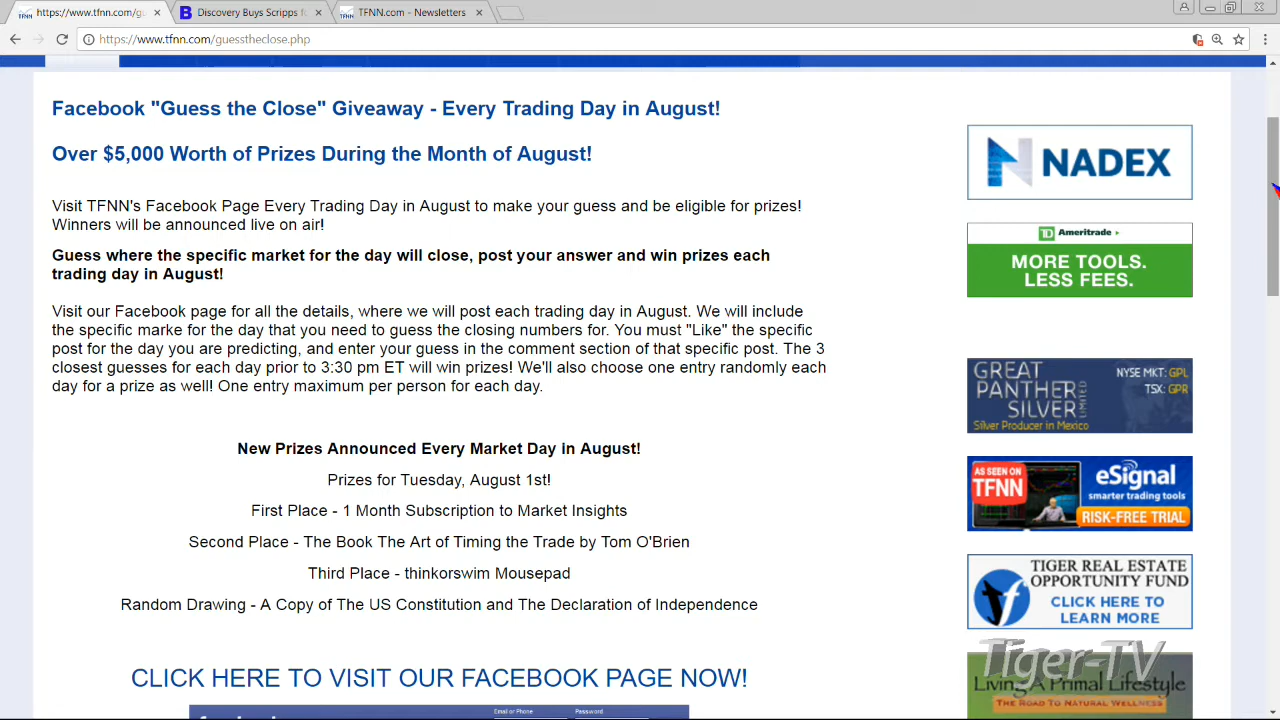 https://www.tfnn.com/gu
Discovery Buys Scripps fo
TFNN.com - Newsletters
https://www.tfnn.com/guesstheclose.php
Facebook "Guess the Close" Giveaway - Every Trading Day in August!
Over $5,000 Worth of Prizes During the Month of August!
Visit TFNN's Facebook Page Every Trading Day in August to make your guess and be eligible for prizes!
Winners will be announced live on air!
Guess where the specific market for the day will close, post your answer and win prizes each
trading day in August!
Visit our Facebook page for all the details, where we will post each trading day in August. We will include
the specific marke for the day that you need to guess the closing numbers for. You must "Like" the specific
post for the day you are predicting, and enter your guess in the comment section of that specific post. The 3
closest guesses for each day prior to 3:30 pm ET will win prizes! We'll also choose one entry randomly each
day for a prize as well! One entry maximum per person for each day.
New Prizes Announced Every Market Day in August!
Prizes for Tuesday, August 1st!
First Place - 1 Month Subscription to Market Insights
Second Place - The Book The Art of Timing the Trade by Tom O'Brien
Third Place - thinkorswim Mousepad
Random Drawing - A Copy of The US Constitution and The Declaration of Independence
CLICK HERE TO VISIT OUR FACEBOOK PAGE NOW!
Email or Phone
Password
NADEX
TD Ameritrade
MORE TOOLS.
LESS FEES.
GREAT
PANTHER
SILVER
LIMITED
Silver Producer in Mexico
NYSE MKT: GPL
TSX: GPR
AS SEEN ON
TFNN
eSignal
smarter trading tools
RISK-FREE TRIAL
TIGER REAL ESTATE
OPPORTUNITY FUND
CLICK HERE TO
LEARN MORE
Tiger-TV
Living A Primal Lifestyle
THE ROAD TO NATURAL WELLNESS